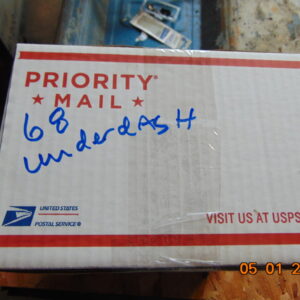 PRIORITY®
★ MAIL ★
68
underdASH
UNITED STATES
POSTAL SERVICE®
VISIT US AT USPS
05 01 2